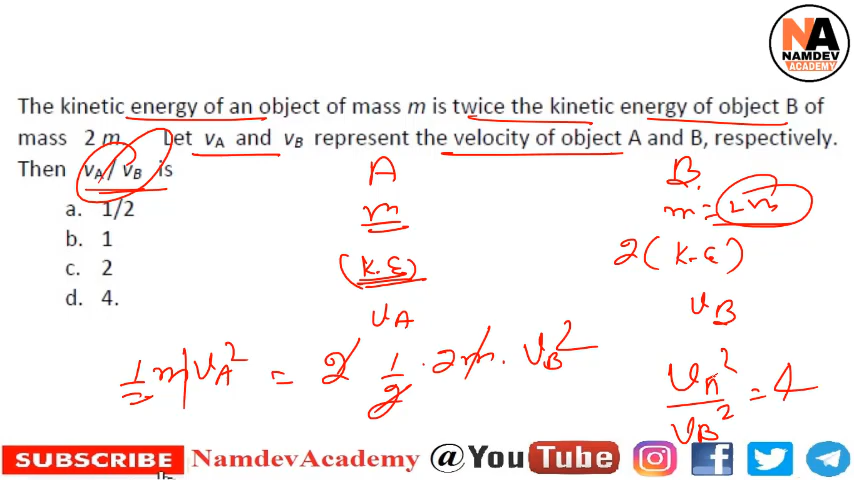 NA
NAMDEV
ACADEMY
The kinetic energy of an object of mass m is twice the kinetic energy of object B of
mass 2 m. Let vA and vB represent the velocity of object A and B, respectively.
Then vA/ vB is
a. 1/2
b. 1
c. 2
d. 4.
A B.
m m = 2m
(K.E) 2 (K.E)
vA vB
1/2 m vA² = 2 1/2 · 2m · vB²
vA²/vB² = 4
SUBSCRIBE NamdevAcademy @YouTube